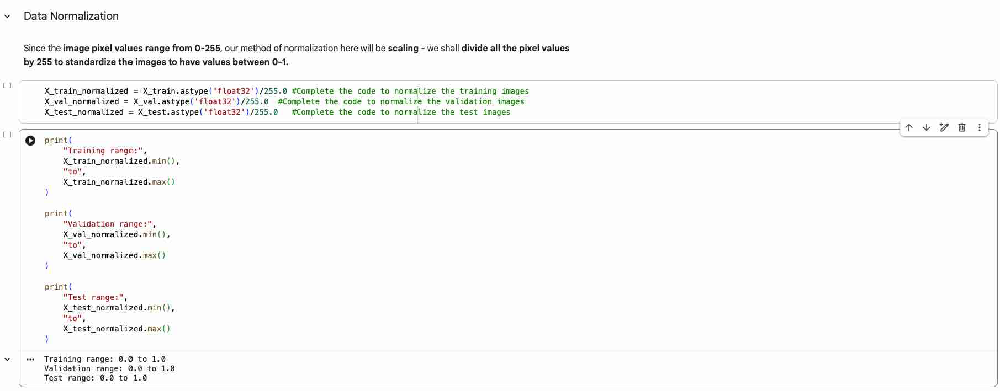 Data Normalization
Since the image pixel values range from 0-255, our method of normalization here will be scaling - we shall divide all the pixel values
by 255 to standardize the images to have values between 0-1.
[ ]
X_train_normalized = X_train.astype('float32')/255.0 #Complete the code to normalize the training images
X_val_normalized = X_val.astype('float32')/255.0  #Complete the code to normalize the validation images
X_test_normalized = X_test.astype('float32')/255.0   #Complete the code to normalize the test images
[ ]
print(
    "Training range:",
    X_train_normalized.min(),
    "to",
    X_train_normalized.max()
)
print(
    "Validation range:",
    X_val_normalized.min(),
    "to",
    X_val_normalized.max()
)
print(
    "Test range:",
    X_test_normalized.min(),
    "to",
    X_test_normalized.max()
)
Training range: 0.0 to 1.0
Validation range: 0.0 to 1.0
Test range: 0.0 to 1.0